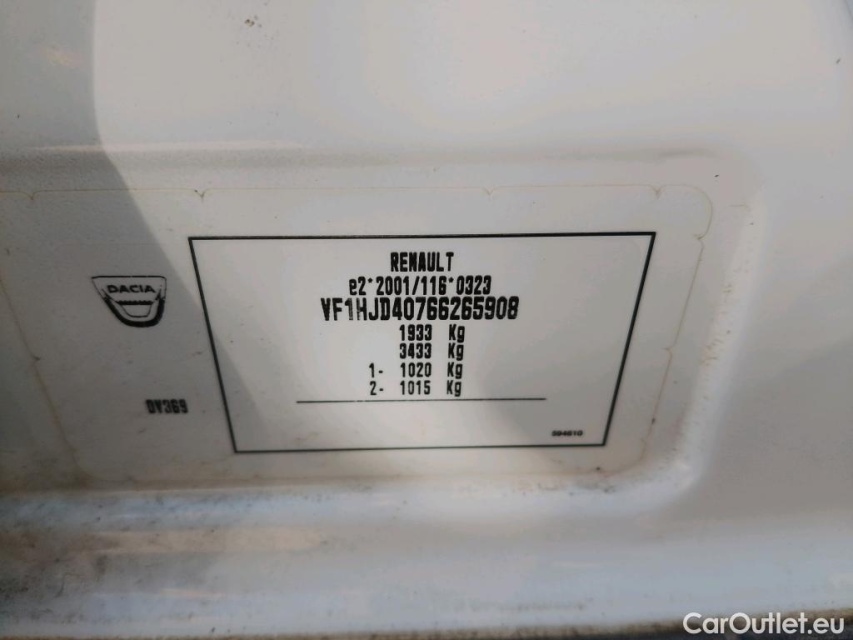 RENAULT
e2*2001/116*0323
VF1HJD40766265908
1933 Kg
3433 Kg
1- 1020 Kg
2- 1015 Kg
DACIA
DV369
CarOutlet.eu